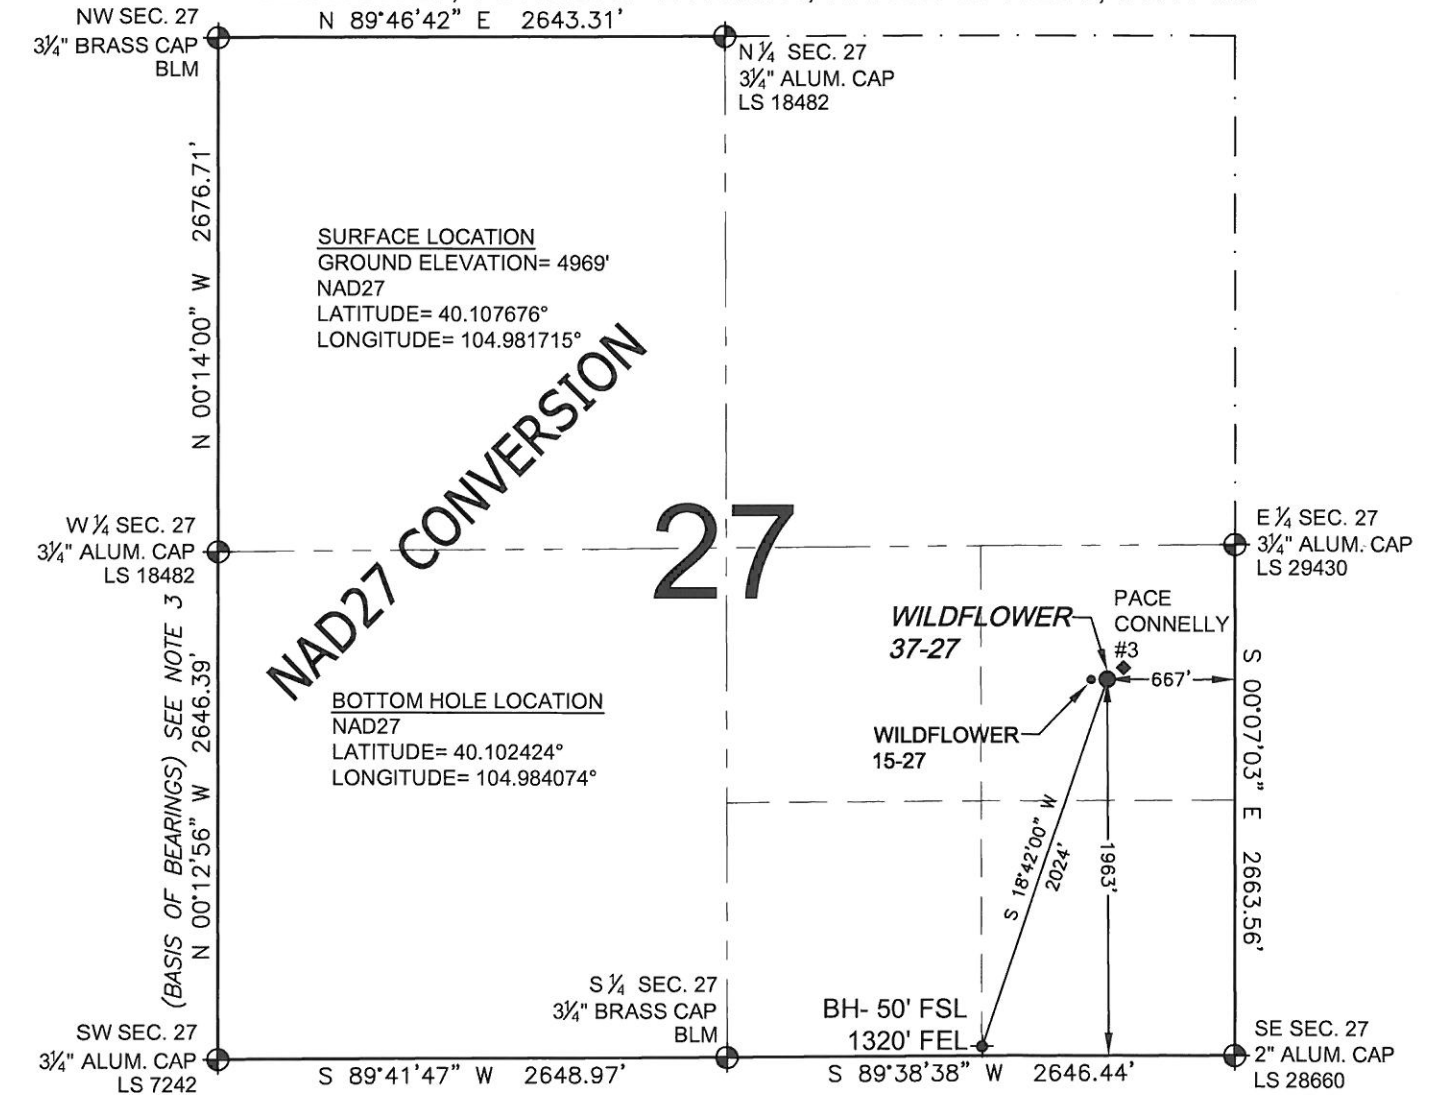 NW SEC. 27
3¼" BRASS CAP
BLM
N 89°46'42" E 2643.31'
N ¼ SEC. 27
3¼" ALUM. CAP
LS 18482
N 00°14'00" W 2676.71'
SURFACE LOCATION
GROUND ELEVATION= 4969'
NAD27
LATITUDE= 40.107676°
LONGITUDE= 104.981715°
NAD27 CONVERSION
27
W ¼ SEC. 27
3¼" ALUM. CAP
LS 18482
E ¼ SEC. 27
3¼" ALUM. CAP
LS 29430
(BASIS OF BEARINGS) SEE NOTE 3
N 00°12'56" W 2646.39'
WILDFLOWER
37-27
PACE
CONNELLY
#3
667'
WILDFLOWER
15-27
BOTTOM HOLE LOCATION
NAD27
LATITUDE= 40.102424°
LONGITUDE= 104.984074°
S 00°07'03" E 2663.56'
S 18°42'00" W
2024'
1963'
S ¼ SEC. 27
3¼" BRASS CAP
BLM
BH- 50' FSL
1320' FEL
SW SEC. 27
3¼" ALUM. CAP
LS 7242
S 89°41'47" W 2648.97'
S 89°38'38" W 2646.44'
SE SEC. 27
2" ALUM. CAP
LS 28660